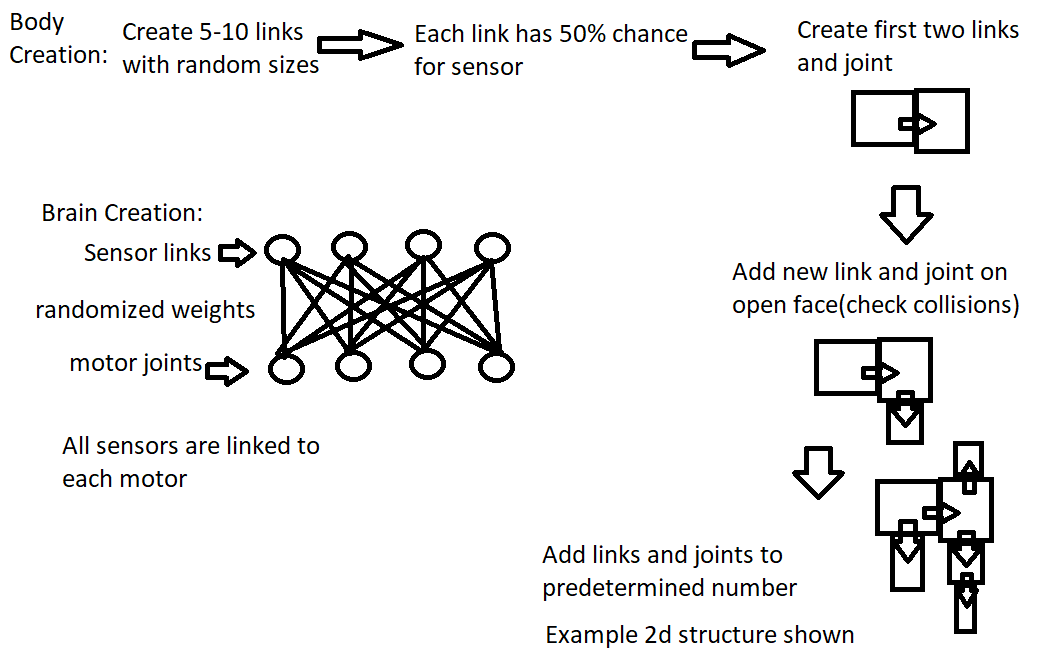 Body
Creation:
Create 5-10 links
with random sizes
Each link has 50% chance
for sensor
Create first two links
and joint
Add new link and joint on
open face(check collisions)
Add links and joints to
predetermined number
Example 2d structure shown
Brain Creation:
Sensor links
randomized weights
motor joints
All sensors are linked to
each motor